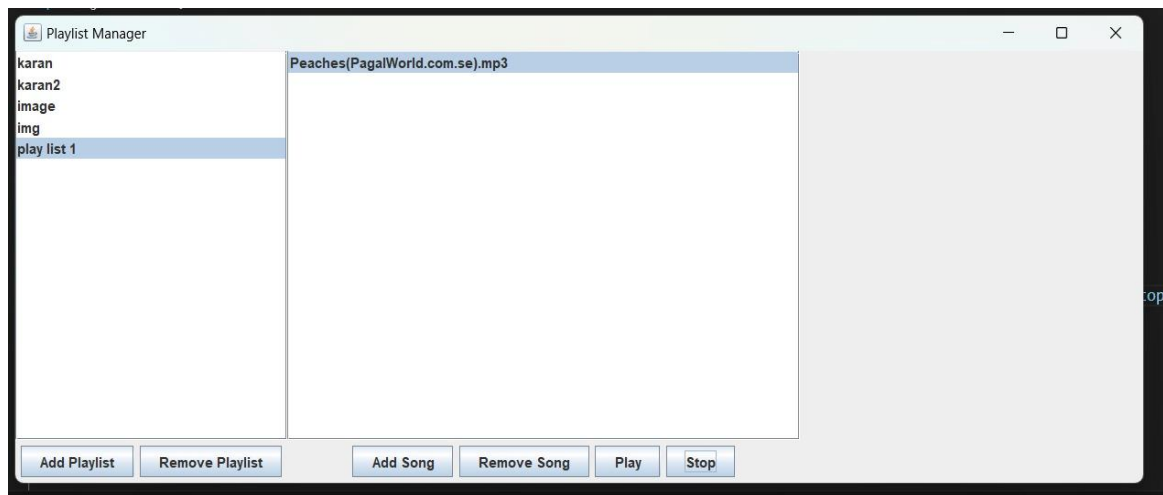 Playlist Manager
karan
karan2
image
img
play list 1
Peaches(PagalWorld.com.se).mp3
Add Playlist
Remove Playlist
Add Song
Remove Song
Play
Stop